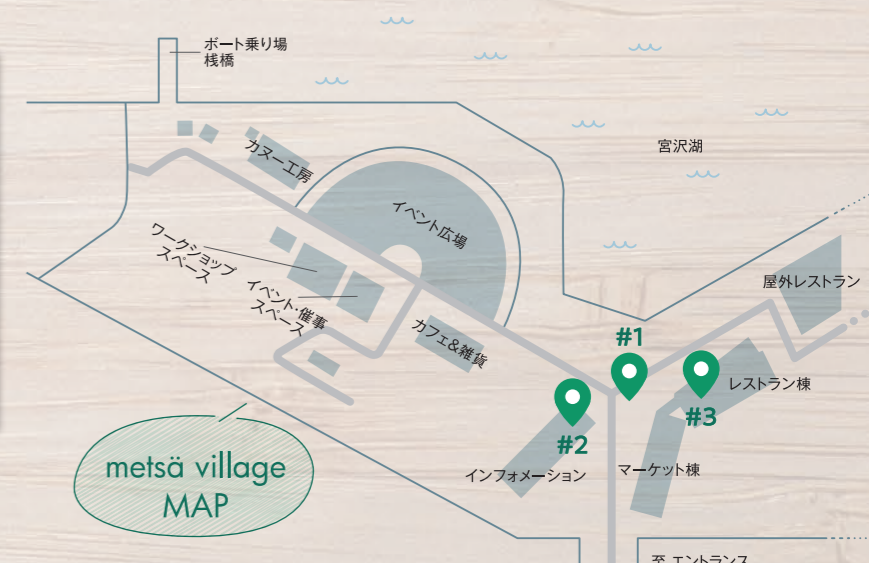 ボート乗り場
桟橋
カヌー工房
宮沢湖
イベント広場
ワークショップ
スペース
イベント・催事
スペース
屋外レストラン
カフェ&雑貨
#1
レストラン棟
#3
#2
インフォメーション
マーケット棟
metsä village
MAP
至 エントランス